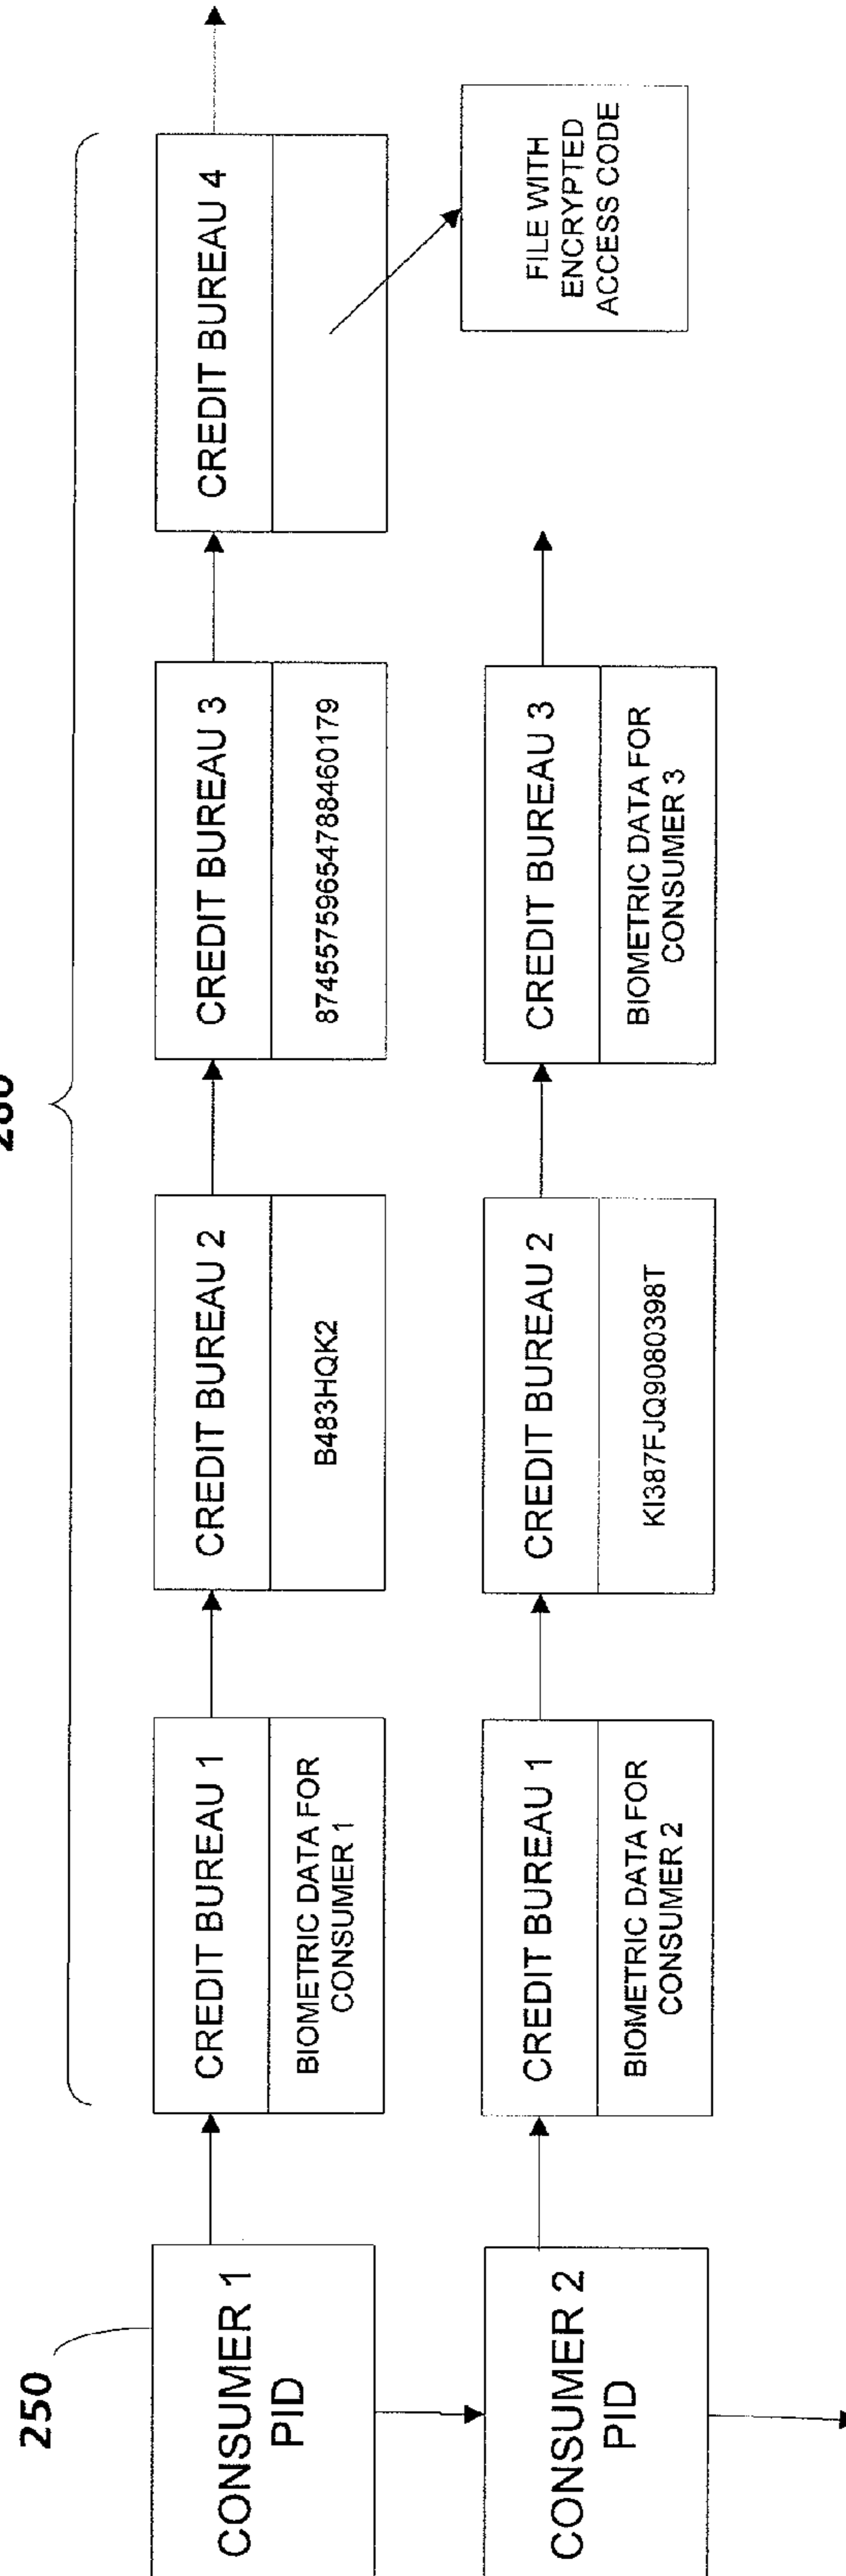 250
CONSUMER 1
PID
CREDIT BUREAU 1
BIOMETRIC DATA FOR
CONSUMER 1
CREDIT BUREAU 2
B483HQK2
CREDIT BUREAU 3
87455759654788460179
CREDIT BUREAU 4
FILE WITH
ENCRYPTED
ACCESS CODE
CONSUMER 2
PID
CREDIT BUREAU 1
BIOMETRIC DATA FOR
CONSUMER 2
CREDIT BUREAU 2
KI387FJQ9080398T
CREDIT BUREAU 3
BIOMETRIC DATA FOR
CONSUMER 3